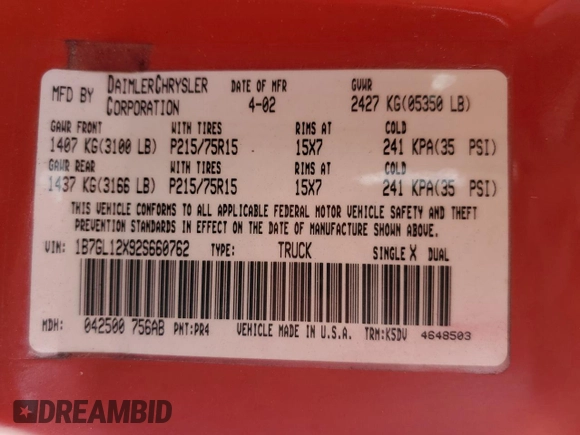 MFD BY DAIMLERCHRYSLER CORPORATION DATE OF MFR 4-02 GVWR 2427 KG(05350 LB)
GAWR FRONT WITH TIRES RIMS AT COLD
1407 KG(3100 LB) P215/75R15 15X7 241 KPA(35 PSI)
GAWR REAR WITH TIRES RIMS AT COLD
1437 KG(3166 LB) P215/75R15 15X7 241 KPA(35 PSI)
THIS VEHICLE CONFORMS TO ALL APPLICABLE FEDERAL MOTOR VEHICLE SAFETY AND THEFT
PREVENTION STANDARDS IN EFFECT ON THE DATE OF MANUFACTURE SHOWN ABOVE.
VIN: 1B7GL12X92S660762 TYPE: TRUCK SINGLE X DUAL
MDH: 042500 756AB PNT:PR4 VEHICLE MADE IN U.S.A. TRM:K5DV 4648503
DREAMBID